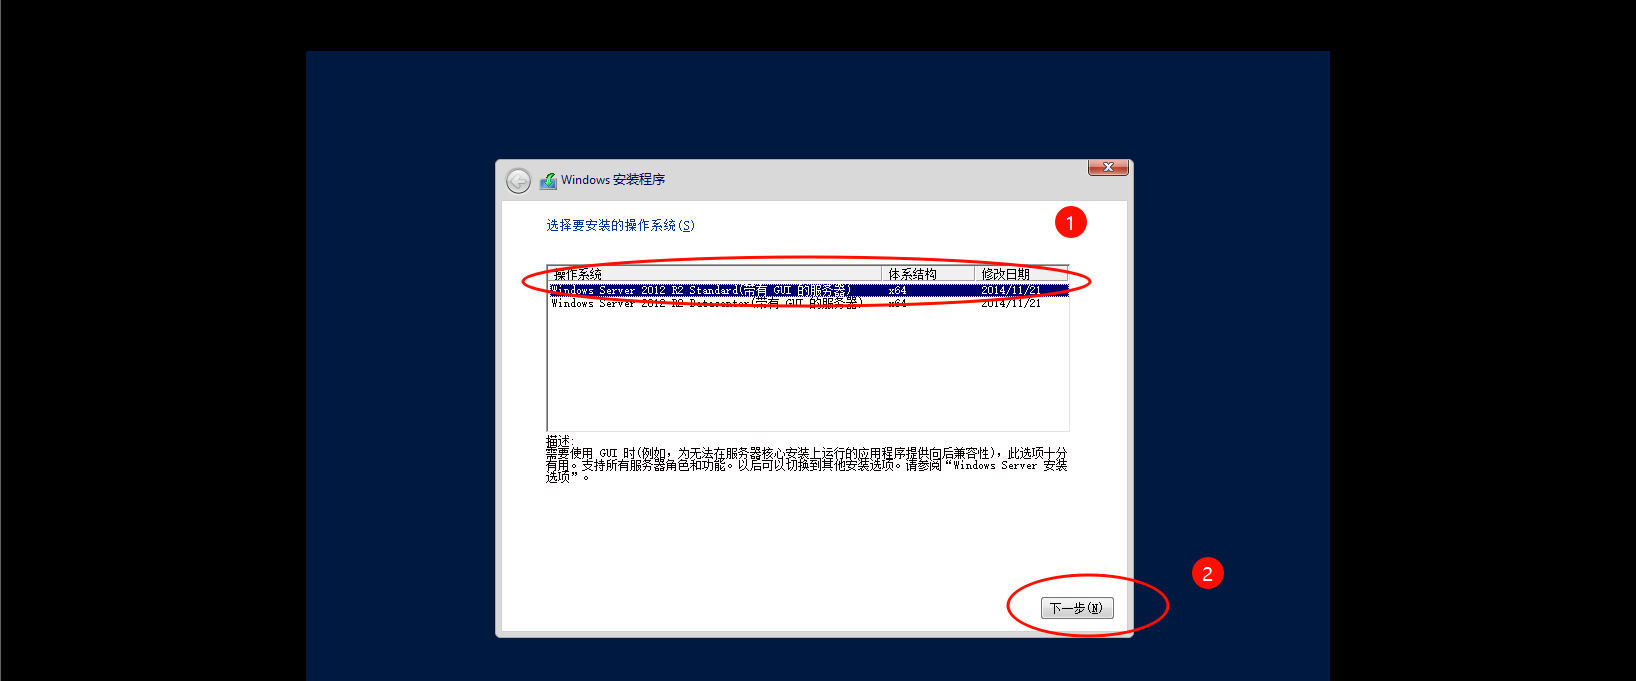 Windows 安装程序
选择要安装的操作系统(S)
1
操作系统 体系结构 修改日期
Windows Server 2012 R2 Standard(带有 GUI 的服务器) x64 2014/11/21
Windows Server 2012 R2 Datacenter(带有 GUI 的服务器) x64 2014/11/21
描述:
需要使用 GUI 时(例如，为无法在服务器核心安装上运行的应用程序提供向后兼容性)，此选项十分
有用。支持所有服务器角色和功能。以后可以切换到其他安装选项。请参阅“Windows Server 安装
选项”。
2
下一步(N)